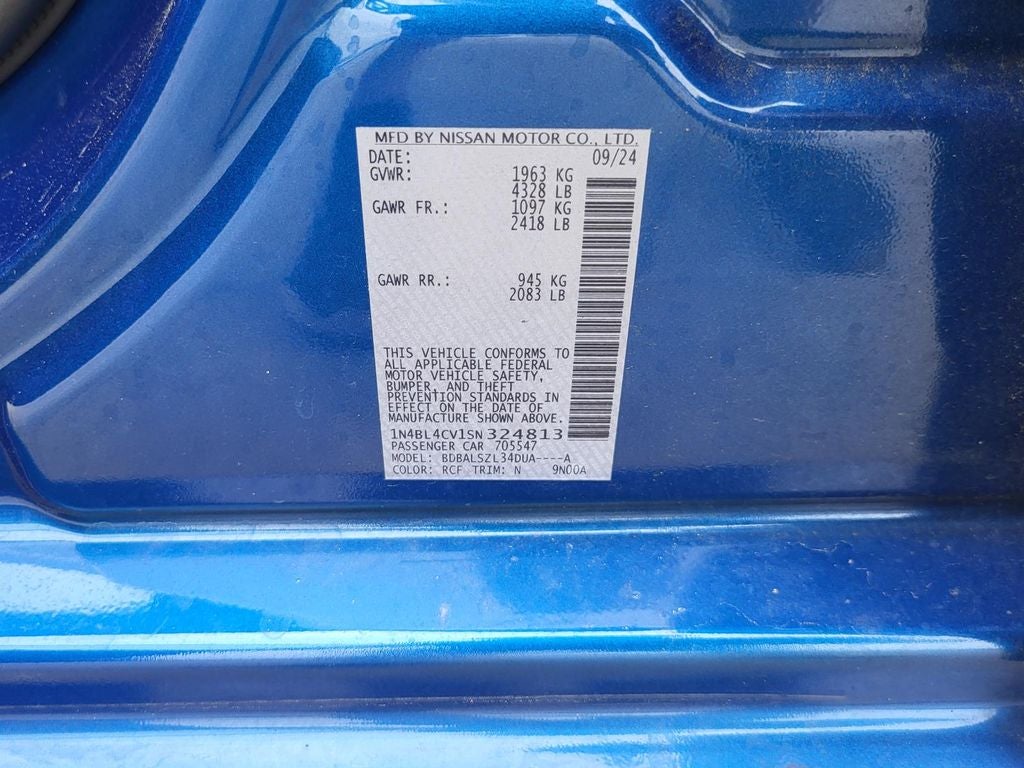 MFD BY NISSAN MOTOR CO., LTD.
DATE: 09/24
GVWR: 1963 KG
4328 LB
GAWR FR.: 1097 KG
2418 LB
GAWR RR.: 945 KG
2083 LB
THIS VEHICLE CONFORMS TO
ALL APPLICABLE FEDERAL
MOTOR VEHICLE SAFETY,
BUMPER, AND THEFT
PREVENTION STANDARDS IN
EFFECT ON THE DATE OF
MANUFACTURE SHOWN ABOVE.
1N4BL4CV1SN 324813
PASSENGER CAR 705547
MODEL: BDBALSZL34DUA----A
COLOR: RCF TRIM: N 9N00A